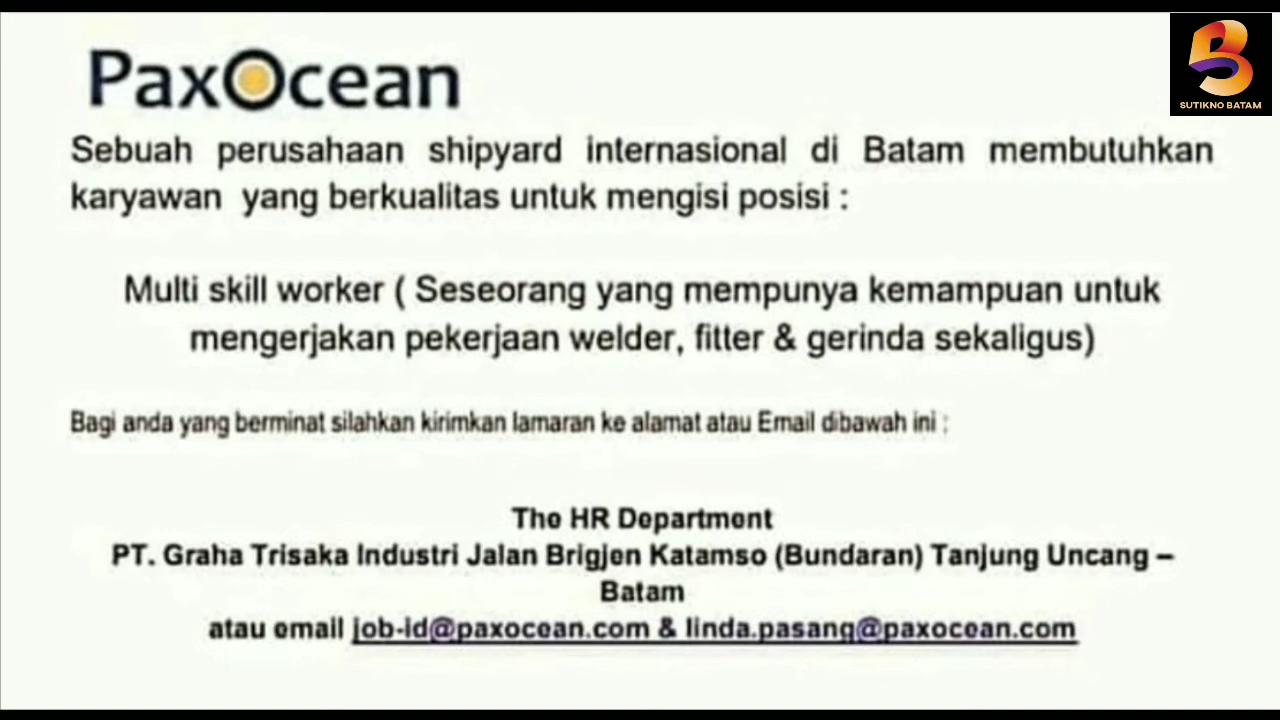 PaxOcean
SUTIKNO BATAM
Sebuah perusahaan shipyard internasional di Batam membutuhkan
karyawan yang berkualitas untuk mengisi posisi :
Multi skill worker ( Seseorang yang mempunya kemampuan untuk
mengerjakan pekerjaan welder, fitter & gerinda sekaligus)
Bagi anda yang berminat silahkan kirimkan lamaran ke alamat atau Email dibawah ini :
The HR Department
PT. Graha Trisaka Industri Jalan Brigjen Katamso (Bundaran) Tanjung Uncang –
Batam
atau email job-id@paxocean.com & linda.pasang@paxocean.com